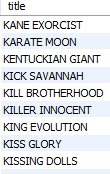 title
KANE EXORCIST
KARATE MOON
KENTUCKIAN GIANT
KICK SAVANNAH
KILL BROTHERHOOD
KILLER INNOCENT
KING EVOLUTION
KISS GLORY
KISSING DOLLS